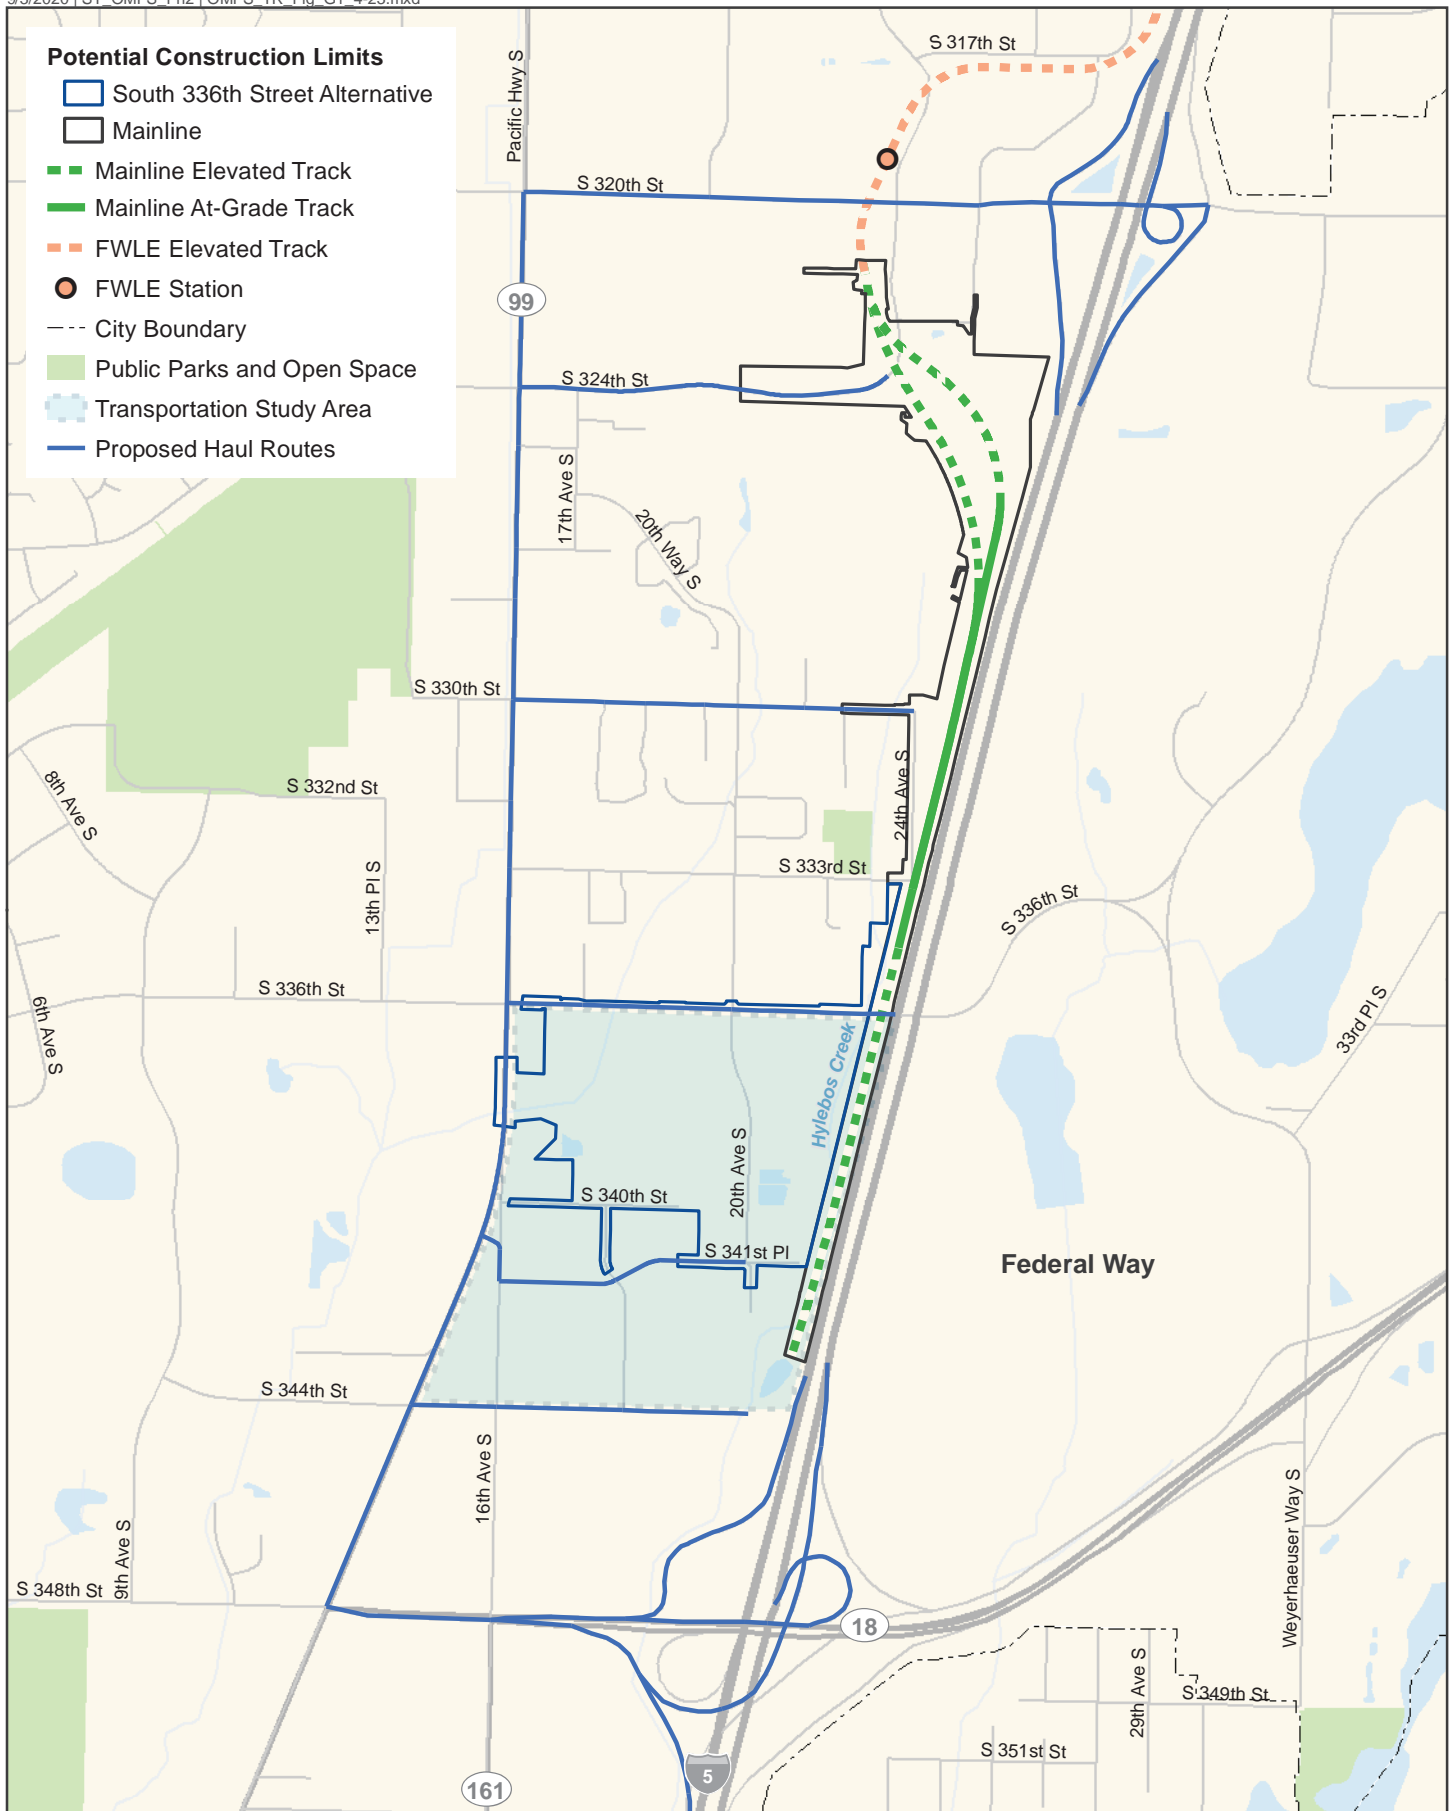 Potential Construction Limits
South 336th Street Alternative
Mainline
Mainline Elevated Track
Mainline At-Grade Track
FWLE Elevated Track
FWLE Station
City Boundary
Public Parks and Open Space
Transportation Study Area
Proposed Haul Routes
Pacific Hwy S
S 317th St
S 320th St
99
S 324th St
17th Ave S
20th Way S
S 330th St
8th Ave S
S 332nd St
24th Ave S
13th Pl S
S 333rd St
S 336th St
S 336th St
6th Ave S
33rd Pl S
Hylebos Creek
20th Ave S
S 340th St
S 341st Pl
Federal Way
S 344th St
16th Ave S
Weyerhaeuser Way S
9th Ave S
S 348th St
18
29th Ave S
S 349th St
S 351st St
5
161